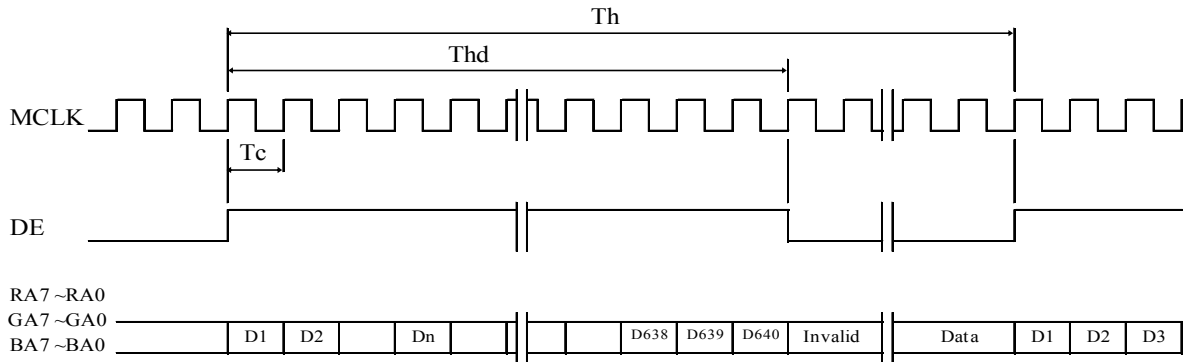 Th
Thd
MCLK
Tc
DE
RA7 ~RA0
GA7 ~GA0
BA7 ~BA0
D1 D2 Dn D638 D639 D640 Invalid Data D1 D2 D3